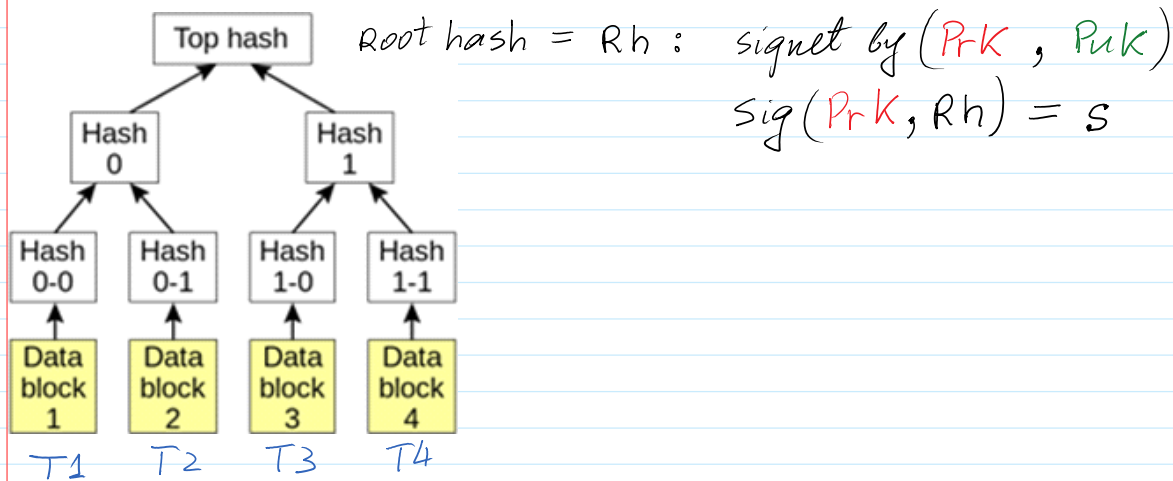 Top hash
Root hash = Rh : signet by (PrK , PuK)
sig(PrK, Rh) = s
Hash
0
Hash
1
Hash
0-0
Hash
0-1
Hash
1-0
Hash
1-1
Data
block
1
Data
block
2
Data
block
3
Data
block
4
T1 T2 T3 T4